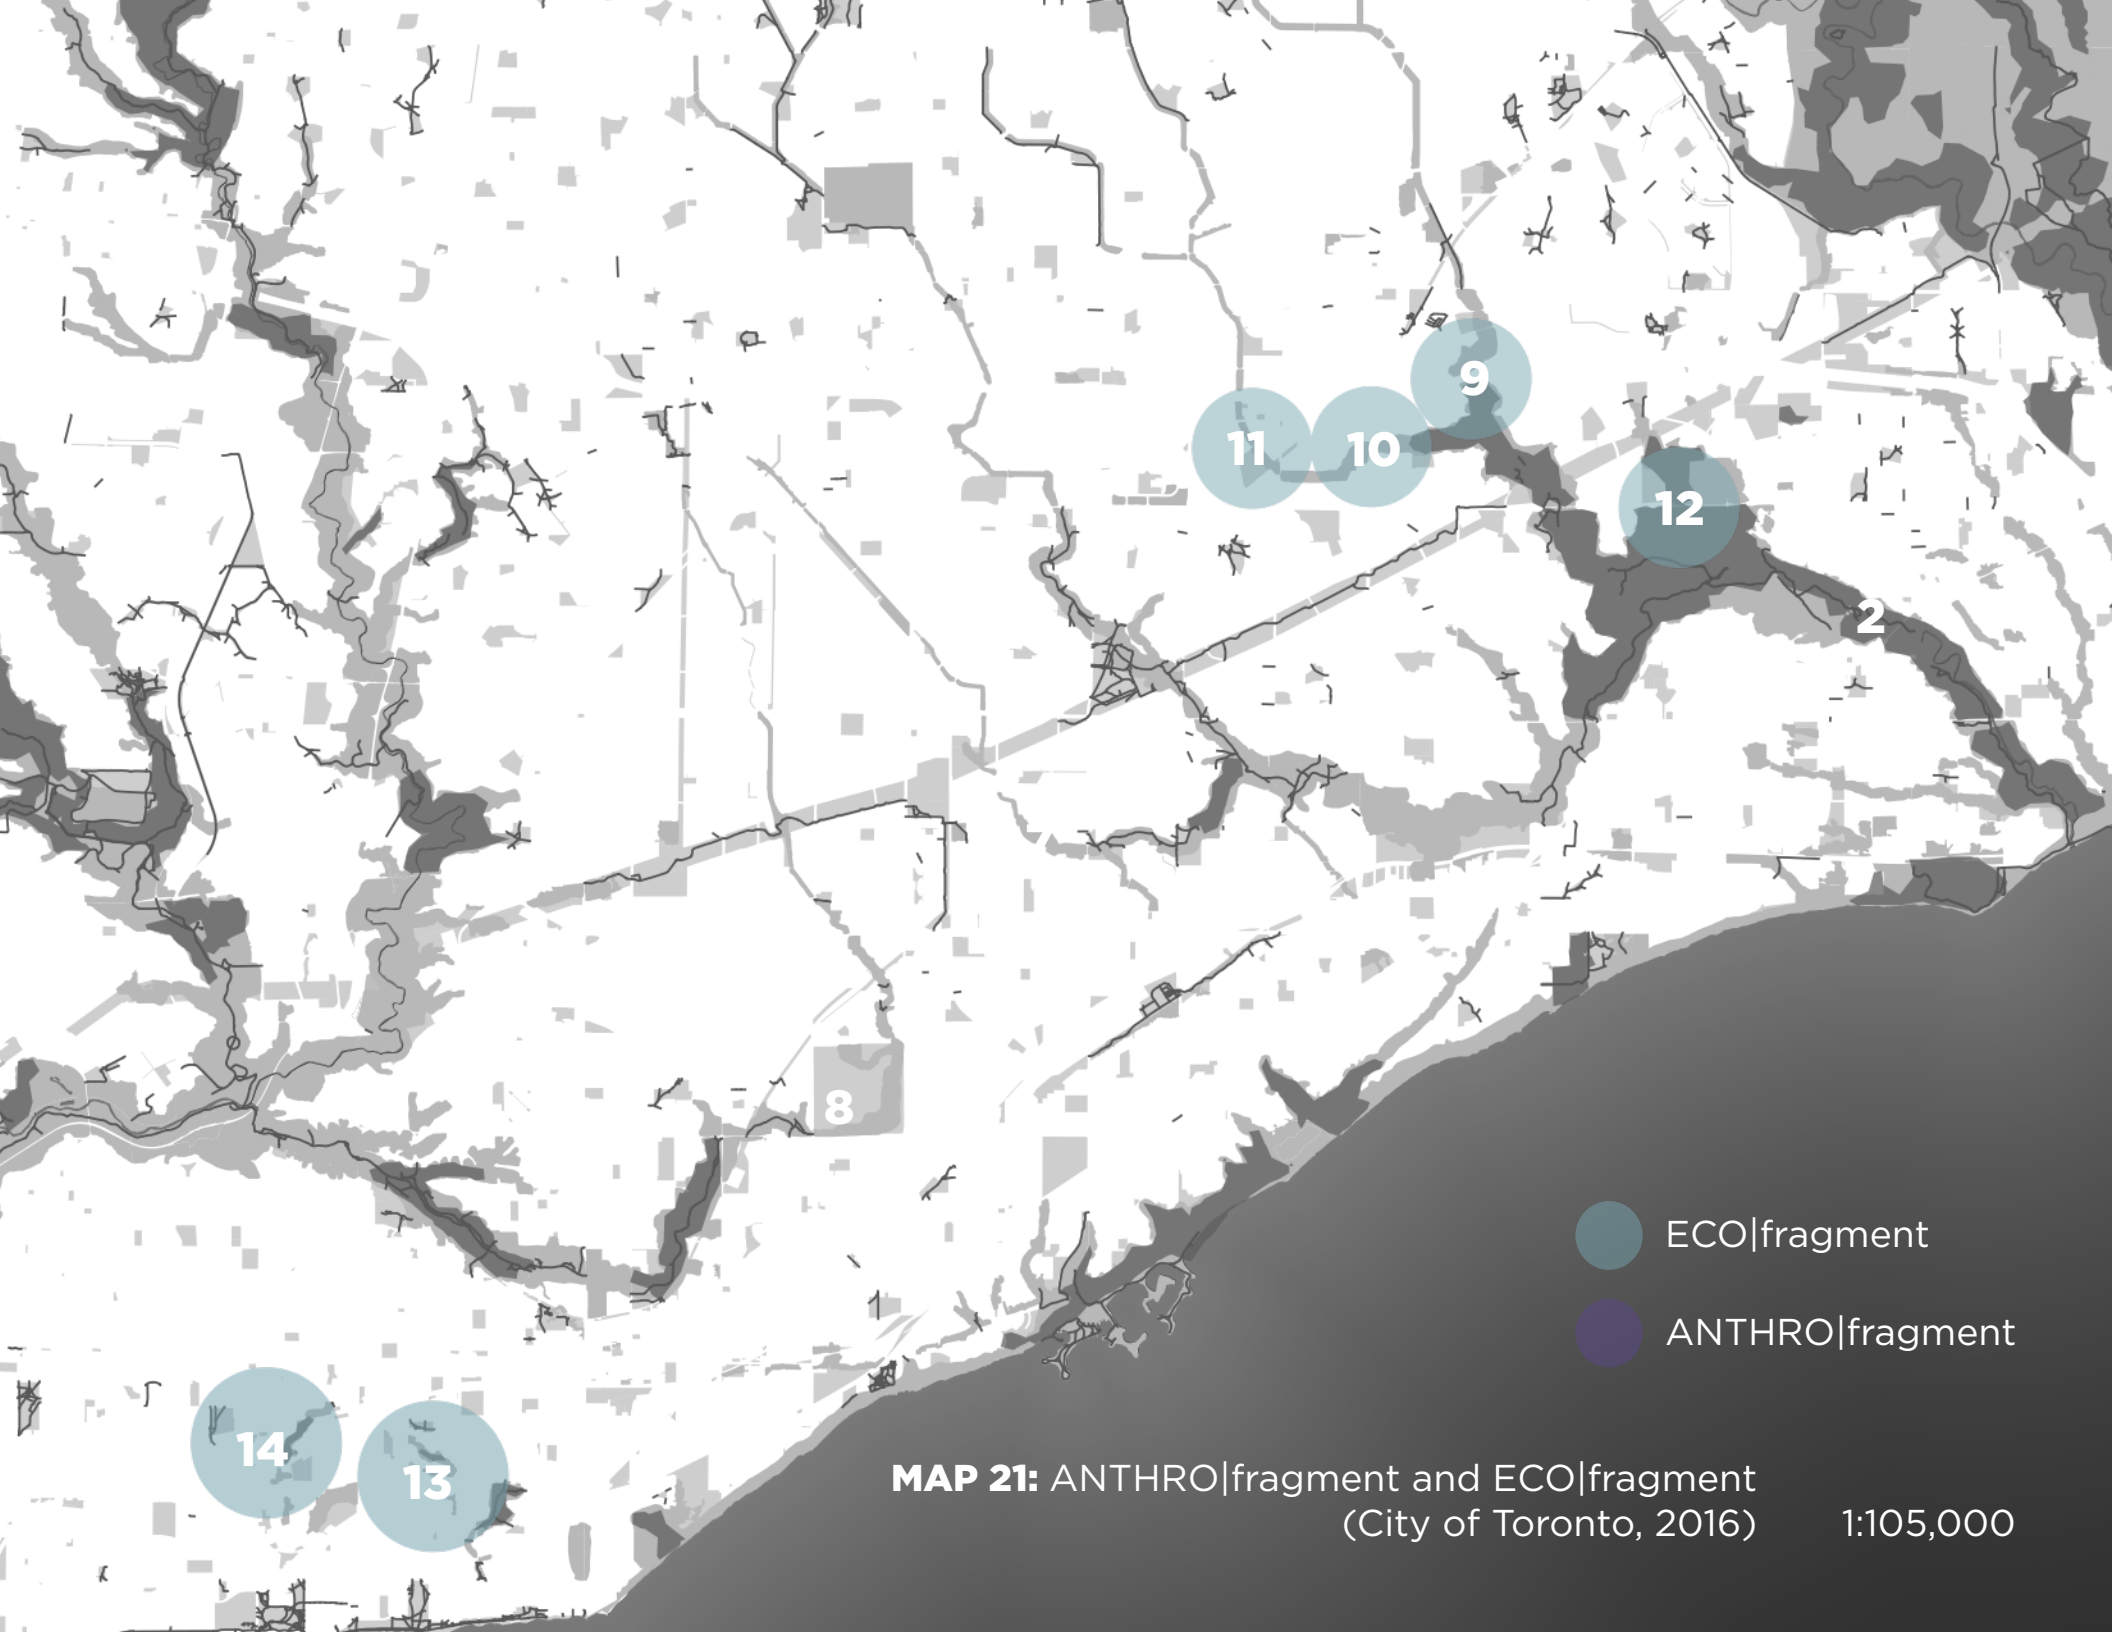 9
11
10
12
2
7
8
ECO|fragment
ANTHRO|fragment
14
13
MAP 21: ANTHRO|fragment and ECO|fragment
(City of Toronto, 2016)
1:105,000